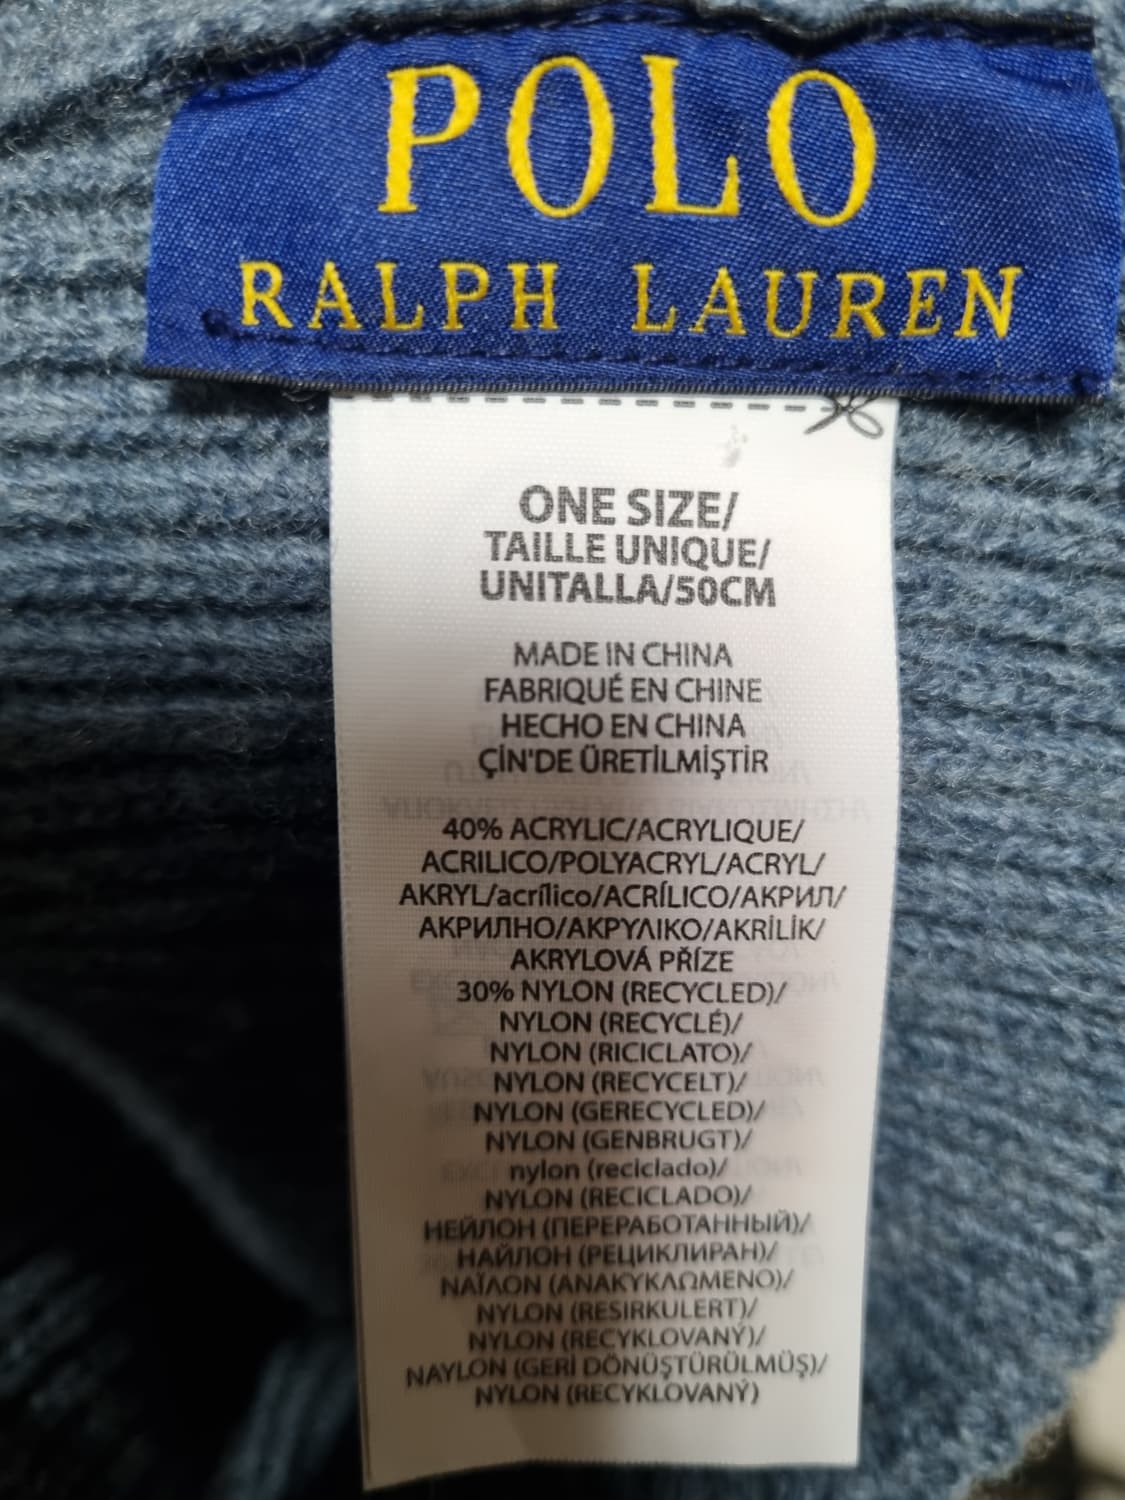 POLO
RALPH LAUREN
ONE SIZE/
TAILLE UNIQUE/
UNITALLA/50CM
MADE IN CHINA
FABRIQUÉ EN CHINE
HECHO EN CHINA
ÇİN'DE ÜRETİLMİŞTİR
40% ACRYLIC/ACRYLIQUE/
ACRILICO/POLYACRYL/ACRYL/
AKRYL/acrílico/ACRÍLICO/АКРИЛ/
АКРИЛНО/ΑΚΡΥΛΙΚΟ/AKRİLİK/
AKRYLOVÁ PŘÍZE
30% NYLON (RECYCLED)/
NYLON (RECYCLÉ)/
NYLON (RICICLATO)/
NYLON (RECYCELT)/
NYLON (GERECYCLED)/
NYLON (GENBRUGT)/
nylon (reciclado)/
NYLON (RECICLADO)/
НЕЙЛОН (ПЕРЕРАБОТАННЫЙ)/
НАЙЛОН (РЕЦИКЛИРАН)/
ΝΑΪΛΟΝ (ΑΝΑΚΥΚΛΩΜΕΝΟ)/
NYLON (RESIRKULERT)/
NYLON (RECYKLOVANÝ)/
NAYLON (GERİ DÖNÜŞTÜRÜLMÜŞ)/
NYLON (RECYKLOVANÝ)